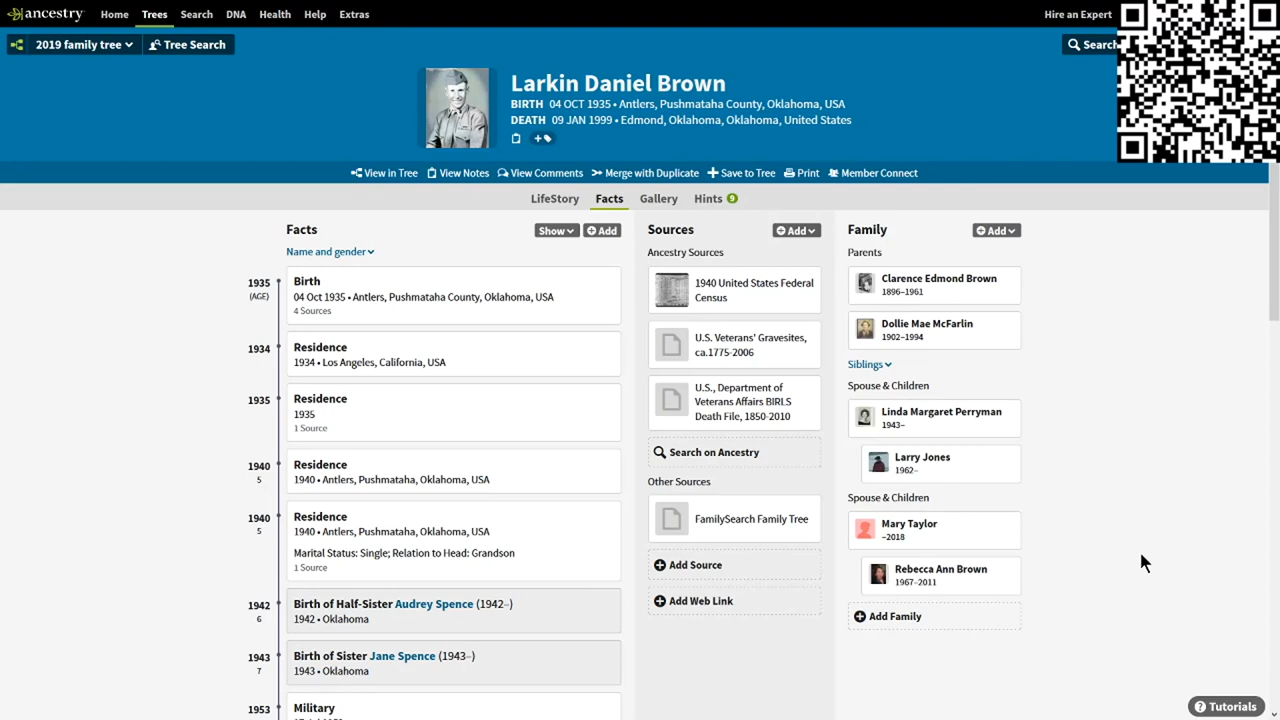 ancestry Home Trees Search DNA Health Help Extras Hire an Expert
2019 family tree Tree Search Search
Larkin Daniel Brown
BIRTH 04 OCT 1935 • Antlers, Pushmataha County, Oklahoma, USA
DEATH 09 JAN 1999 • Edmond, Oklahoma, Oklahoma, United States
View in Tree View Notes View Comments Merge with Duplicate Save to Tree Print Member Connect
LifeStory Facts Gallery Hints 9
Facts Show Add
Name and gender
1935
(AGE)
Birth
04 Oct 1935 • Antlers, Pushmataha County, Oklahoma, USA
4 Sources
1934
Residence
1934 • Los Angeles, California, USA
1935
Residence
1935
1 Source
1940
5
Residence
1940 • Antlers, Pushmataha, Oklahoma, USA
1940
5
Residence
1940 • Antlers, Pushmataha, Oklahoma, USA
Marital Status: Single; Relation to Head: Grandson
1 Source
1942
6
Birth of Half-Sister Audrey Spence (1942–)
1942 • Oklahoma
1943
7
Birth of Sister Jane Spence (1943–)
1943 • Oklahoma
1953
Military
Sources Add
Ancestry Sources
1940 United States Federal
Census
U.S. Veterans' Gravesites,
ca.1775-2006
U.S., Department of
Veterans Affairs BIRLS
Death File, 1850-2010
Search on Ancestry
Other Sources
FamilySearch Family Tree
Add Source
Add Web Link
Family Add
Parents
Clarence Edmond Brown
1896–1961
Dollie Mae McFarlin
1902–1994
Siblings
Spouse & Children
Linda Margaret Perryman
1943–
Larry Jones
1962–
Spouse & Children
Mary Taylor
–2018
Rebecca Ann Brown
1967–2011
Add Family
Tutorials